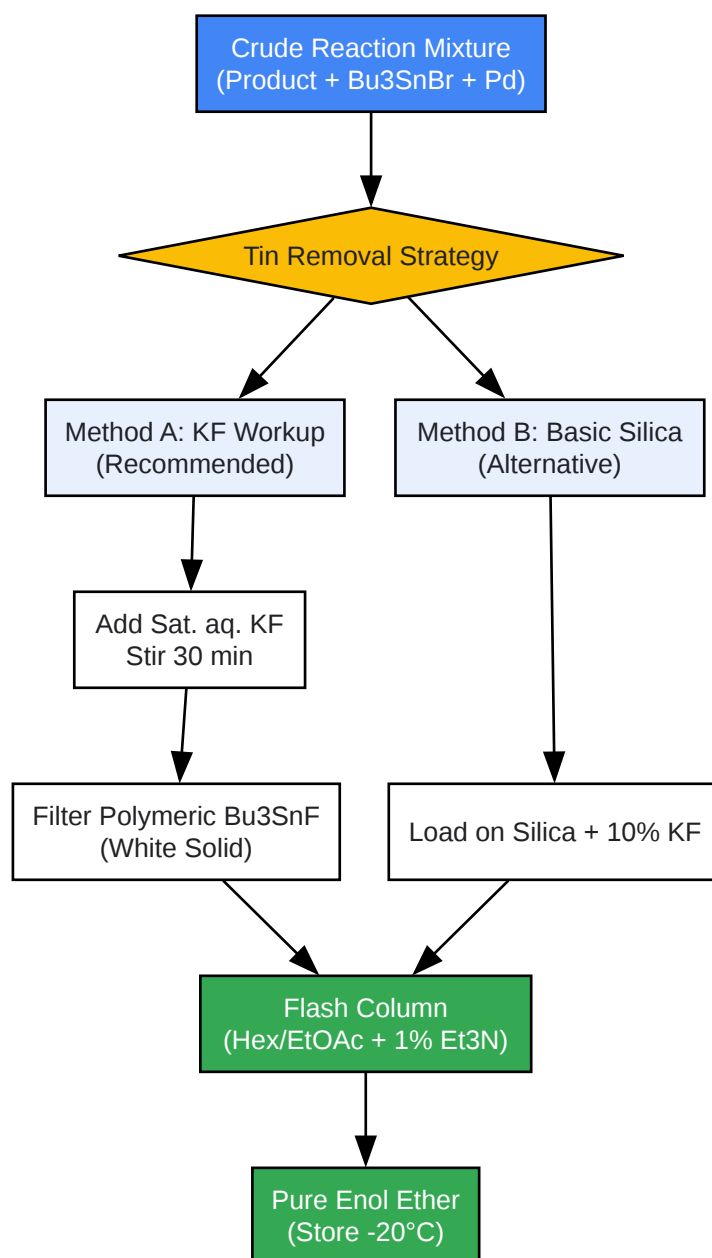 Crude Reaction Mixture
(Product + Bu3SnBr + Pd)
Tin Removal Strategy
Method A: KF Workup
(Recommended)
Method B: Basic Silica
(Alternative)
Add Sat. aq. KF
Stir 30 min
Filter Polymeric Bu3SnF
(White Solid)
Load on Silica + 10% KF
Flash Column
(Hex/EtOAc + 1% Et3N)
Pure Enol Ether
(Store -20°C)